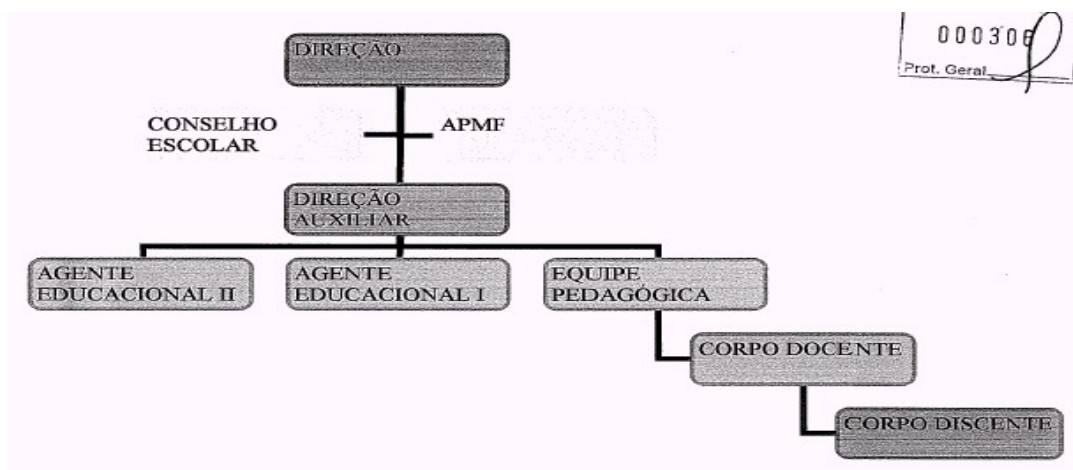 DIREÇÃO
000306
Prot. Geral
CONSELHO
ESCOLAR
APMF
DIREÇÃO
AUXILIAR
AGENTE
EDUCACIONAL II
AGENTE
EDUCACIONAL I
EQUIPE
PEDAGÓGICA
CORPO DOCENTE
CORPO DISCENTE